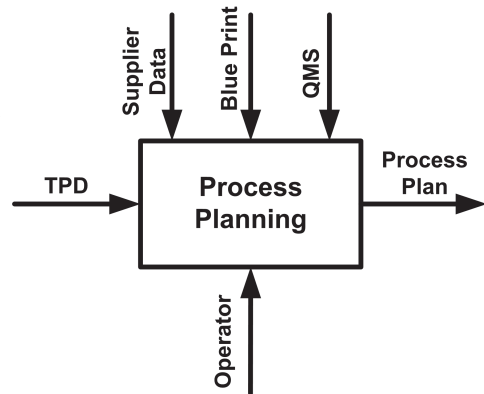 Supplier
Data
Blue Print
QMS
TPD
Process
Planning
Process
Plan
Operator